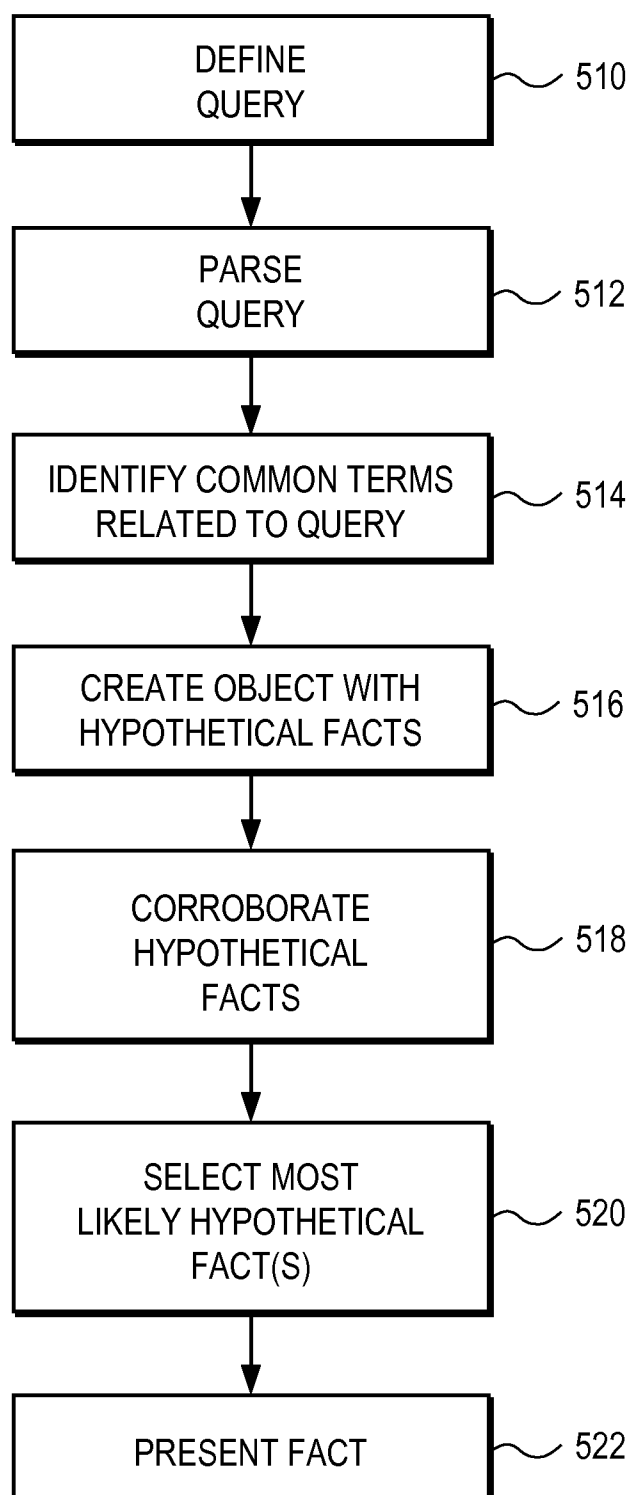 DEFINE
QUERY
510
PARSE
QUERY
512
IDENTIFY COMMON TERMS
RELATED TO QUERY
514
CREATE OBJECT WITH
HYPOTHETICAL FACTS
516
CORROBORATE
HYPOTHETICAL
FACTS
518
SELECT MOST
LIKELY HYPOTHETICAL
FACT(S)
520
PRESENT FACT
522